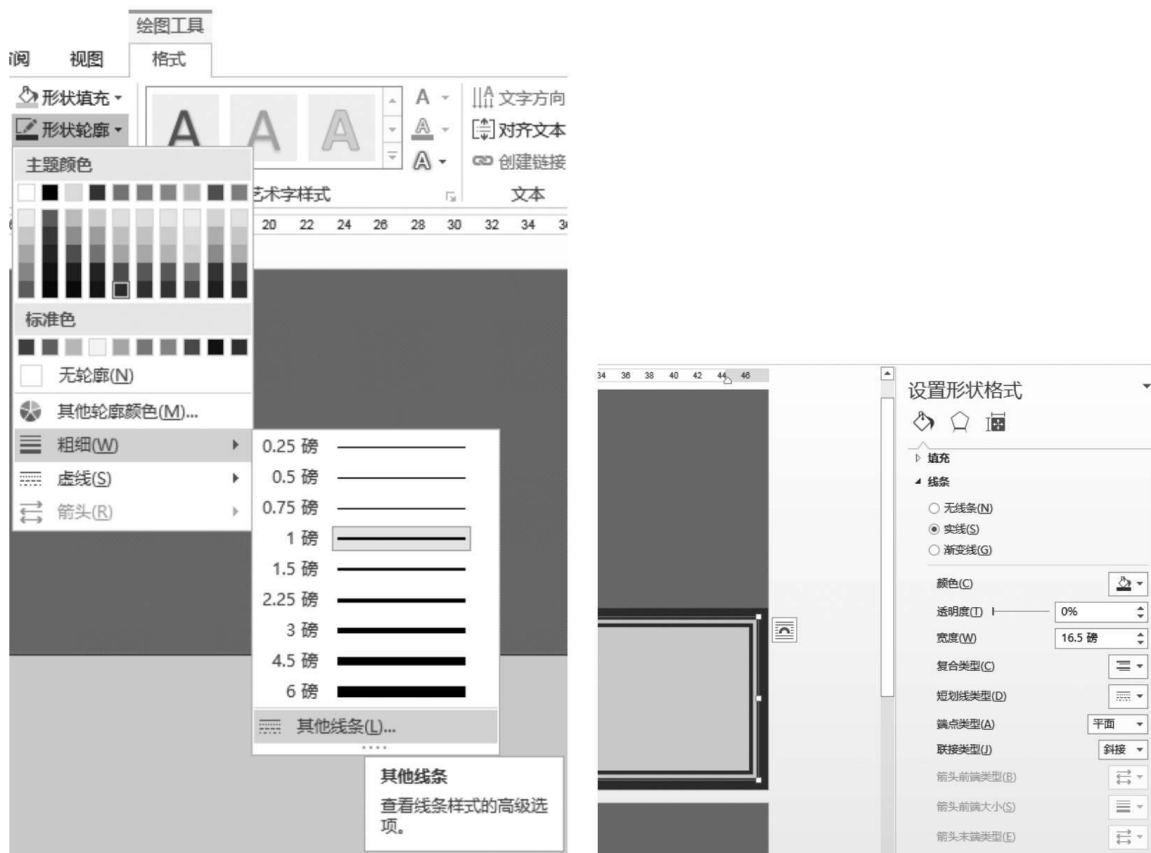 绘图工具
阅 视图 格式
形状填充
形状轮廓
A A A
A
A
A
文字方向
对齐文本
创建链接
主题颜色
艺术字样式
文本
20 22 24 26 28 30 32 34
标准色
无轮廓(N)
其他轮廓颜色(M)...
粗细(W)
虚线(S)
箭头(R)
0.25 磅
0.5 磅
0.75 磅
1 磅
1.5 磅
2.25 磅
3 磅
4.5 磅
6 磅
其他线条(L)...
其他线条
查看线条样式的高级选
项。
34 36 38 40 42 44 46
设置形状格式
填充
线条
无线条(N)
实线(S)
渐变线(G)
颜色(C)
透明度(T) 0%
宽度(W) 16.5 磅
复合类型(C)
短划线类型(D)
端点类型(A) 平面
联接类型(J) 斜接
箭头前端类型(B)
箭头前端大小(S)
箭头末端类型(E)